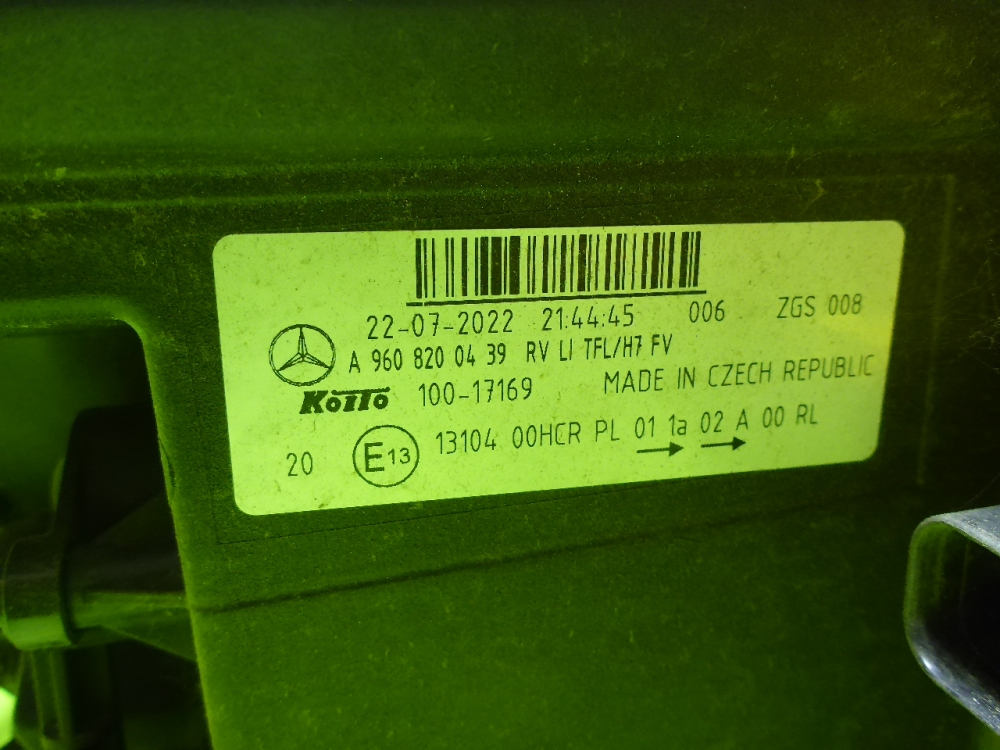 22-07-2022 21:44:45 006 ZGS 008
A 960 820 04 39 RV LI TFL/H7 FV
100-17169 MADE IN CZECH REPUBLIC
20 E13 13104 00HCR PL 01 1a 02 A 00 RL